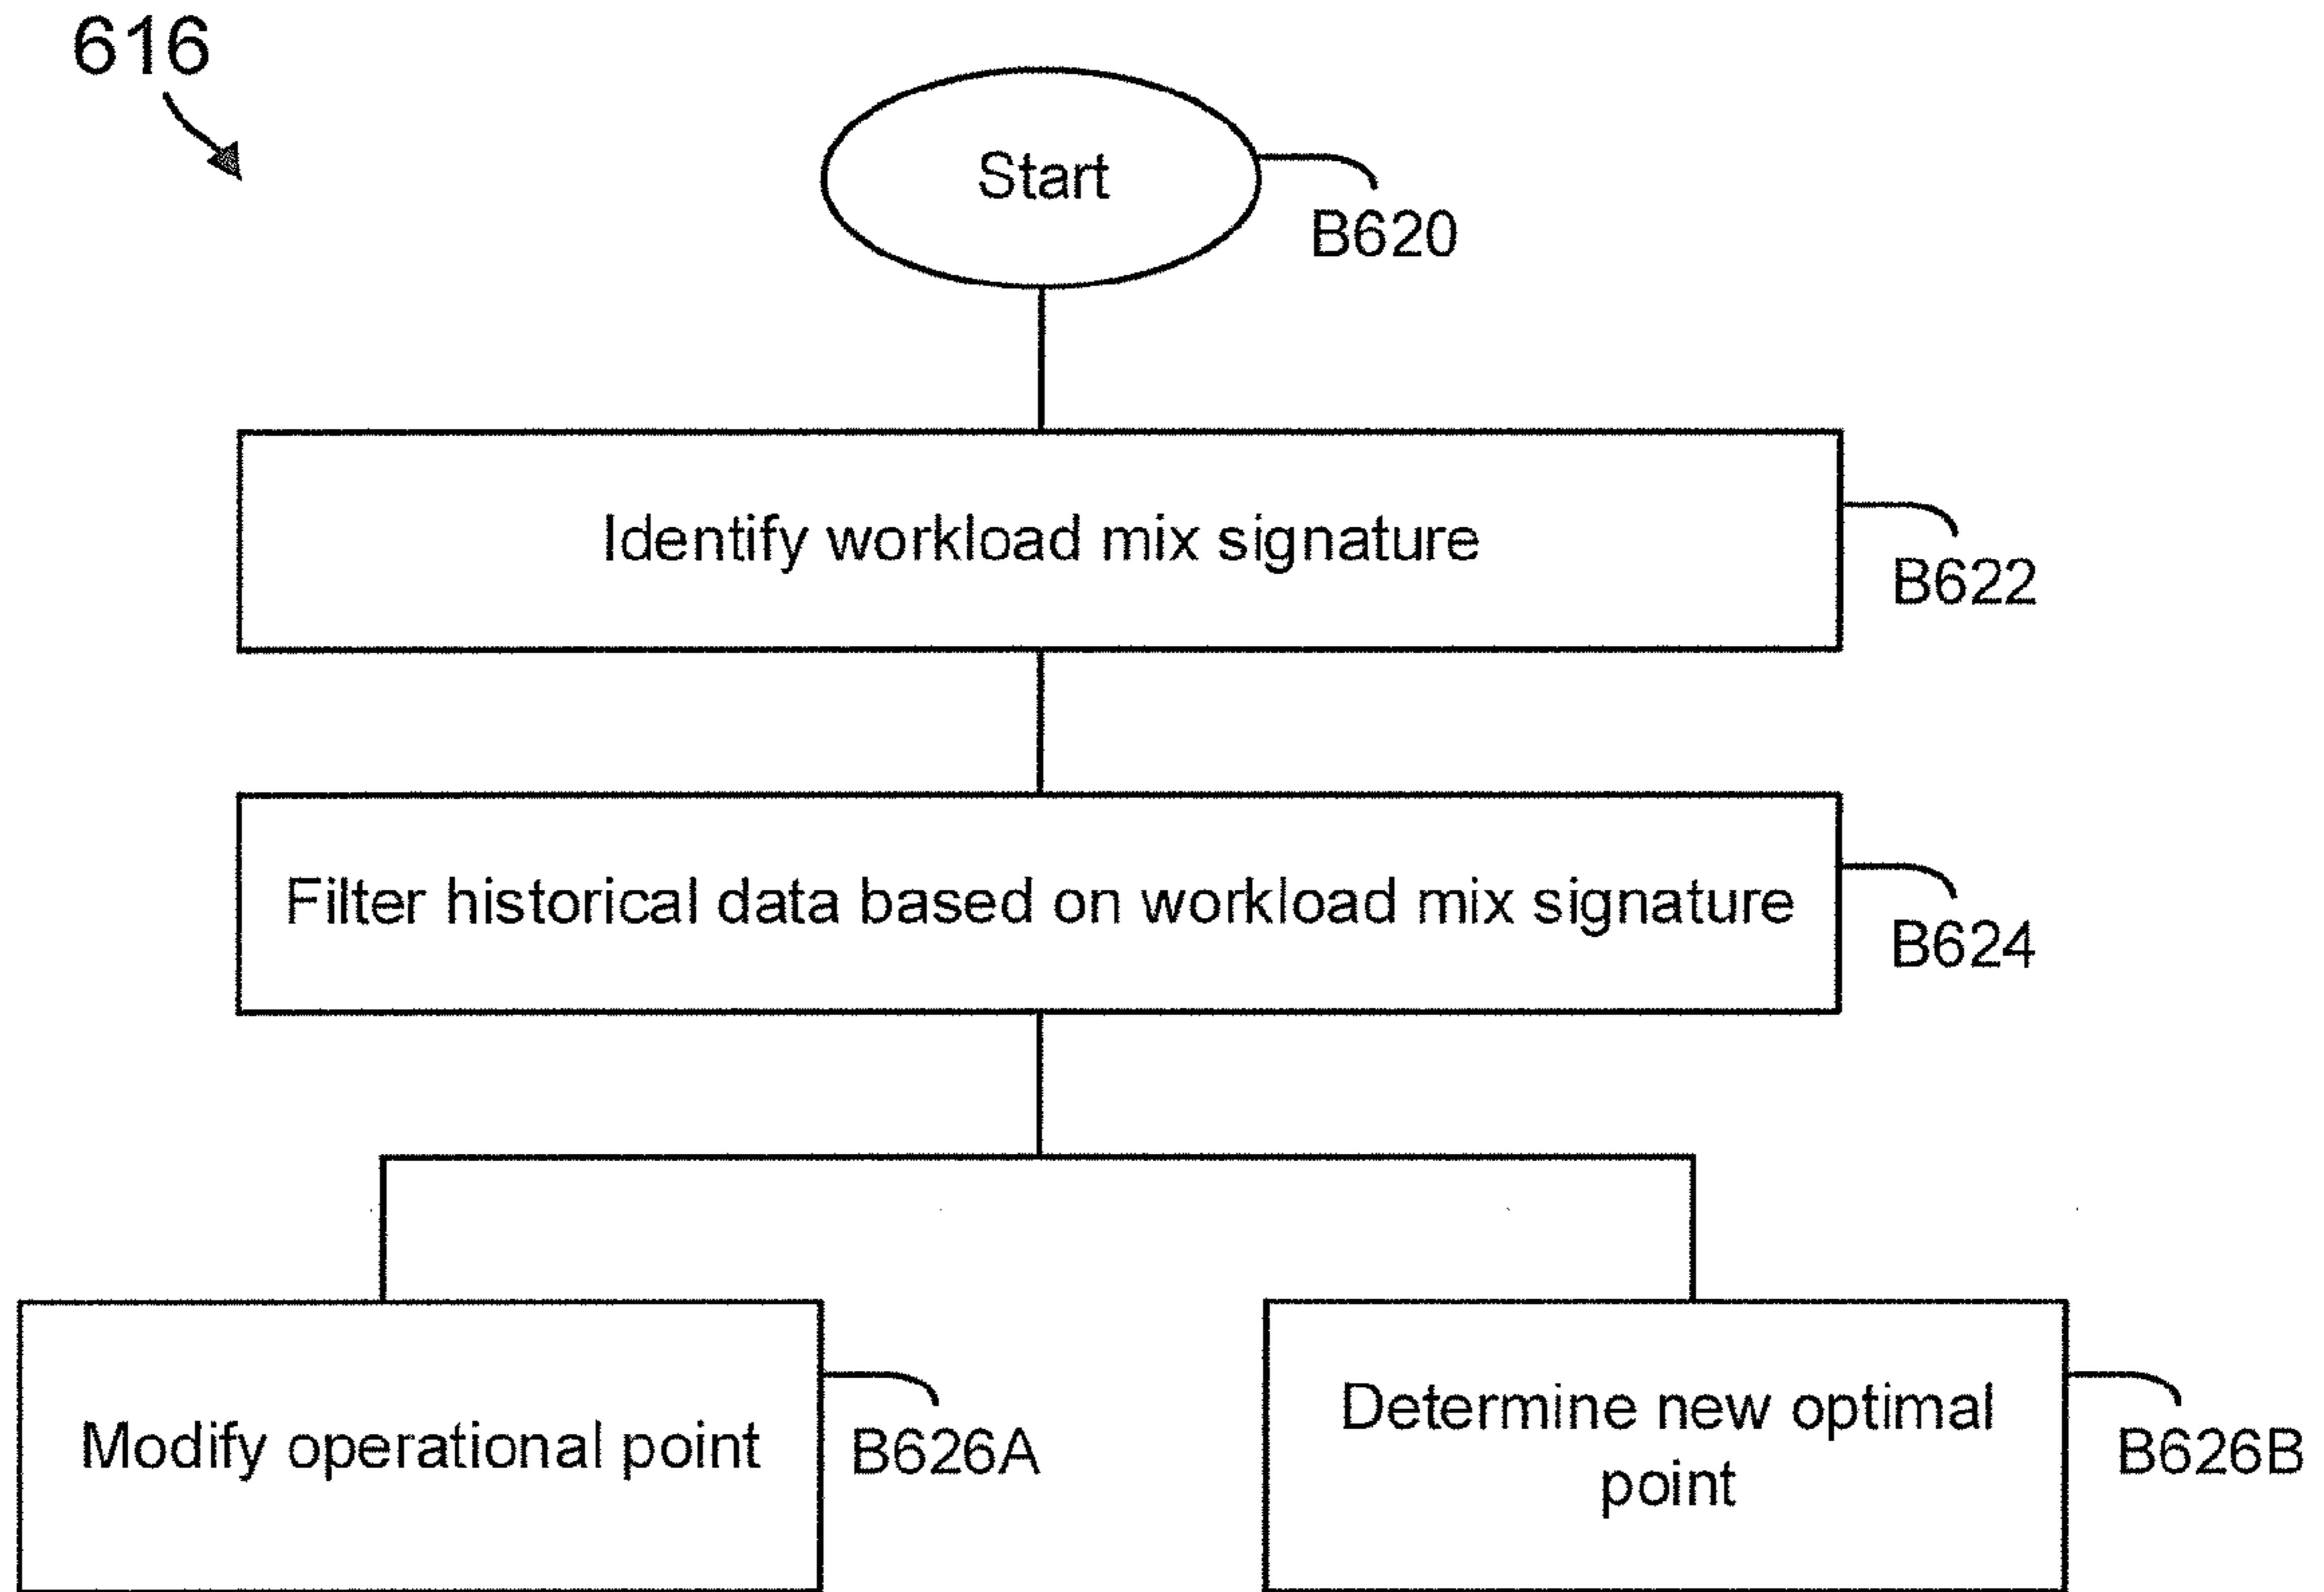 616
Start
B620
Identify workload mix signature
B622
Filter historical data based on workload mix signature
B624
Modify operational point
B626A
Determine new optimal
point
B626B